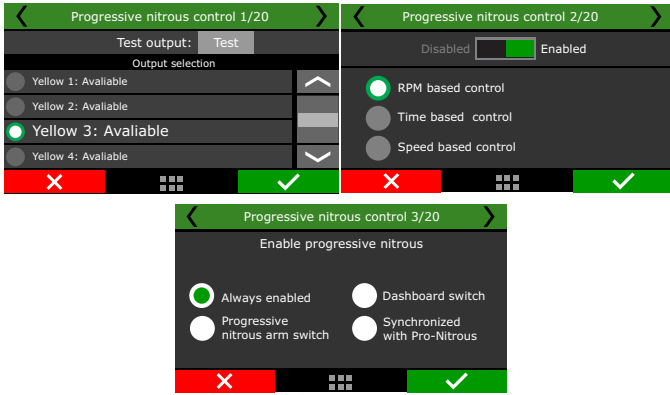 Progressive nitrous control 1/20
Test output: Test
Output selection
Yellow 1: Avaliable
Yellow 2: Avaliable
Yellow 3: Avaliable
Yellow 4: Avaliable
Progressive nitrous control 2/20
Disabled Enabled
RPM based control
Time based control
Speed based control
Progressive nitrous control 3/20
Enable progressive nitrous
Always enabled
Dashboard switch
Progressive
nitrous arm switch
Synchronized
with Pro-Nitrous